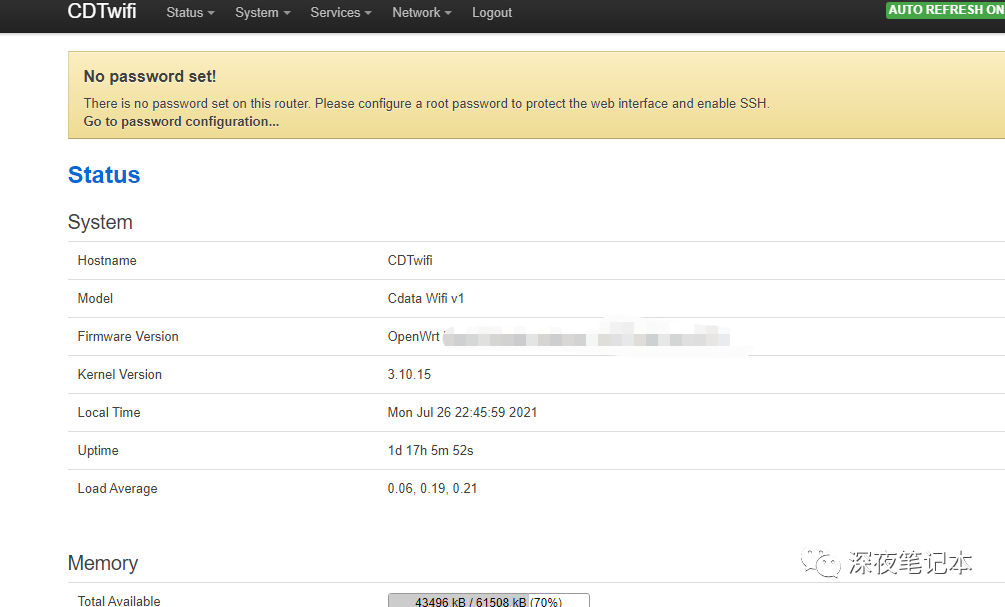 CDTwifi Status System Services Network Logout AUTO REFRESH ON
No password set!
There is no password set on this router. Please configure a root password to protect the web interface and enable SSH.
Go to password configuration...
Status
System
Hostname CDTwifi
Model Cdata Wifi v1
Firmware Version OpenWrt
Kernel Version 3.10.15
Local Time Mon Jul 26 22:45:59 2021
Uptime 1d 17h 5m 52s
Load Average 0.06, 0.19, 0.21
Memory
深夜笔记本
Total Available 43496 kB / 61508 kB (70%)